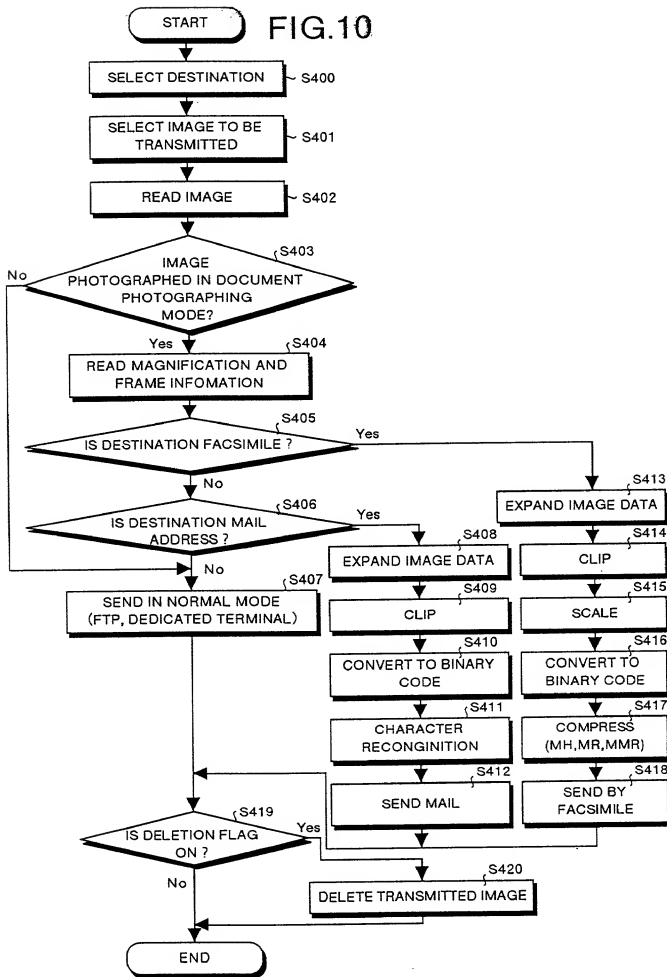 START
FIG.10
SELECT DESTINATION
S400
SELECT IMAGE TO BE
TRANSMITTED
S401
READ IMAGE
S402
S403
IMAGE
PHOTOGRAPHED IN DOCUMENT
PHOTOGRAPHING
MODE?
No
Yes
S404
READ MAGNIFICATION AND
FRAME INFOMATION
S405
IS DESTINATION FACSIMILE ?
Yes
No
S406
IS DESTINATION MAIL
ADDRESS ?
Yes
No
S407
SEND IN NORMAL MODE
(FTP, DEDICATED TERMINAL)
S408
EXPAND IMAGE DATA
S409
CLIP
S410
CONVERT TO BINARY
CODE
S411
CHARACTER
RECONGINITION
S412
SEND MAIL
S413
EXPAND IMAGE DATA
S414
CLIP
S415
SCALE
S416
CONVERT TO
BINARY CODE
S417
COMPRESS
(MH,MR,MMR)
S418
SEND BY
FACSIMILE
S419
IS DELETION FLAG
ON ?
Yes
No
S420
DELETE TRANSMITTED IMAGE
END